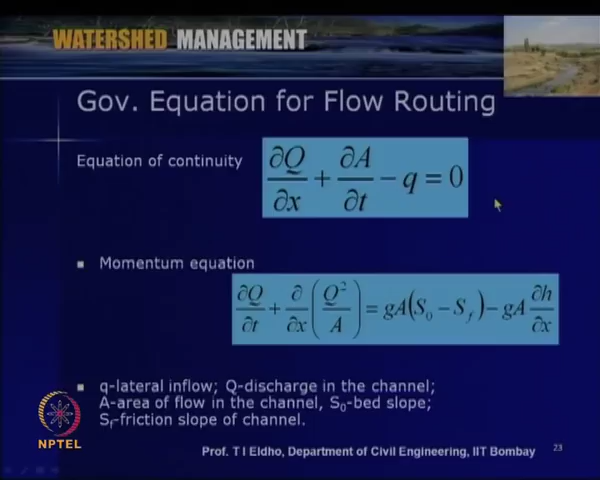 WATERSHED MANAGEMENT
Gov. Equation for Flow Routing
Equation of continuity
∂Q/∂x + ∂A/∂t − q = 0
Momentum equation
∂Q/∂t + ∂/∂x (Q²/A) = gA(S₀ − S_f) − gA ∂h/∂x
q-lateral inflow; Q-discharge in the channel;
A-area of flow in the channel, S₀-bed slope;
S_f-friction slope of channel.
NPTEL
Prof. T I Eldho, Department of Civil Engineering, IIT Bombay
23